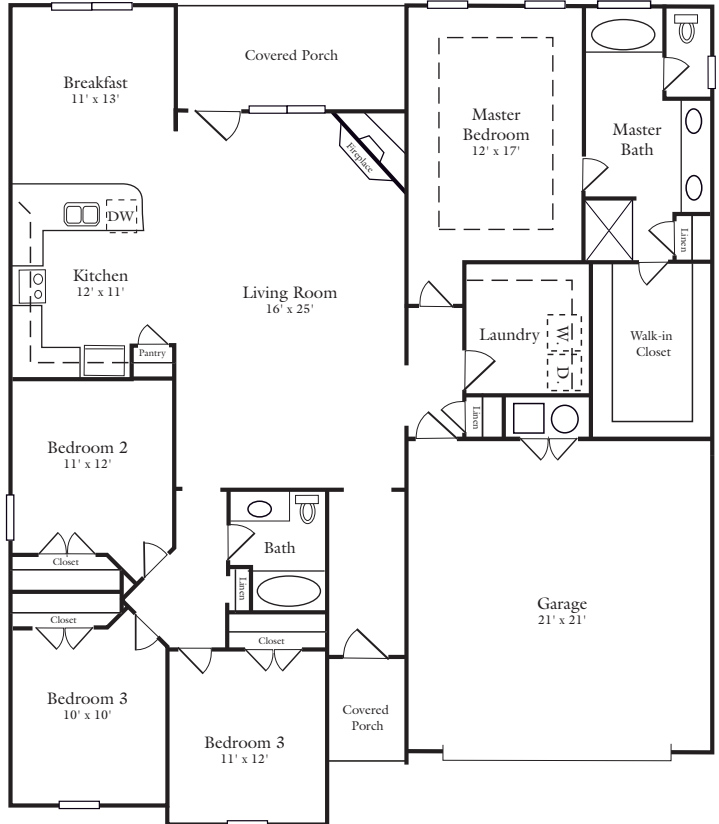 Covered Porch
Breakfast
11' x 13'
Master
Bedroom
12' x 17'
Master
Bath
Fireplace
DW
Linen
Kitchen
12' x 11'
Living Room
16' x 25'
Laundry
W.
D.
Walk-in
Closet
Pantry
Linen
Bedroom 2
11' x 12'
Bath
Closet
Linen
Garage
21' x 21'
Closet
Closet
Bedroom 3
10' x 10'
Covered
Porch
Bedroom 3
11' x 12'